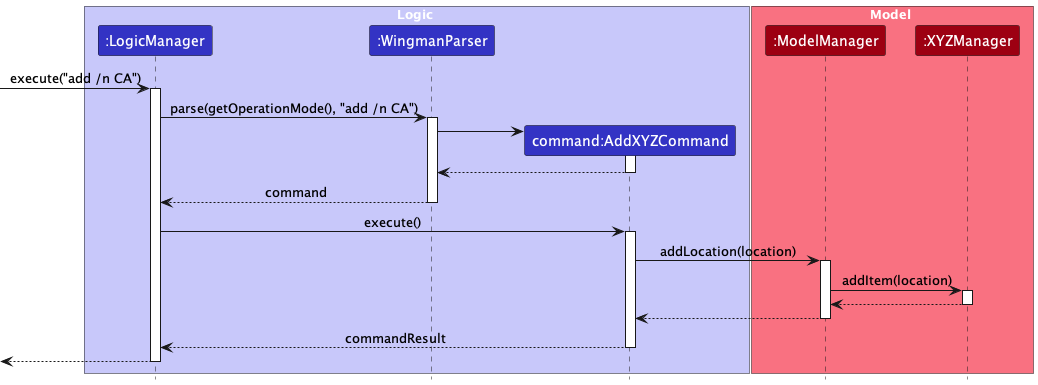 Logic
Model
:LogicManager
:WingmanParser
:ModelManager
:XYZManager
execute("add /n CA")
parse(getOperationMode(), "add /n CA")
command:AddXYZCommand
command
execute()
addLocation(location)
addItem(location)
commandResult